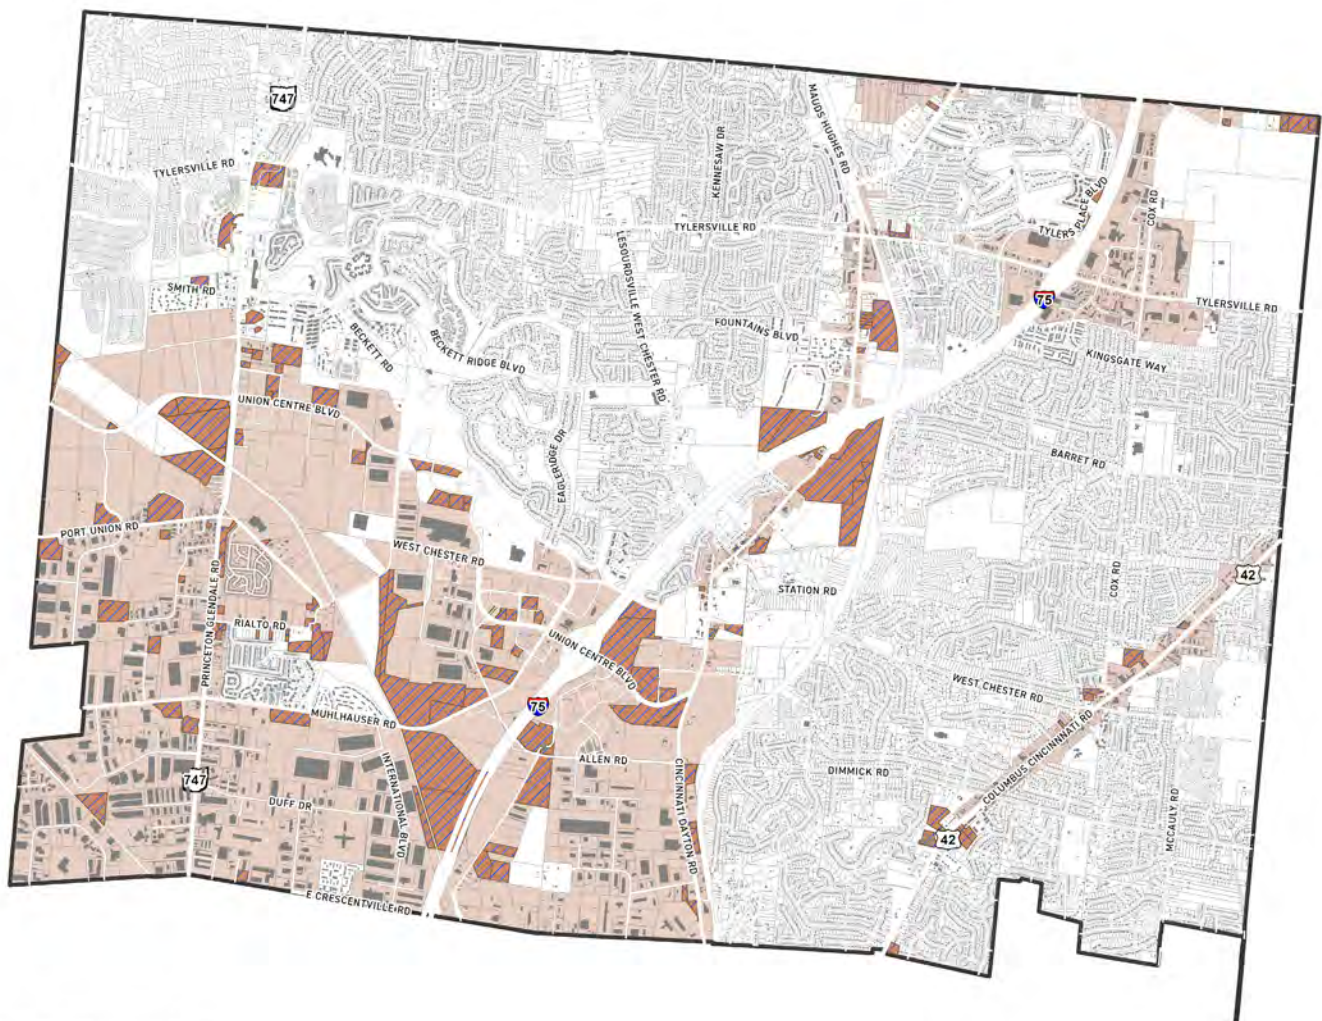 747
MAUDS HUGHES RD
KENNESAW DR
TYLERSVILLE RD
TYLERS PLACE BLVD
COX RD
TYLERSVILLE RD
LESOURDSVILLE WEST CHESTER RD
SMITH RD
75
TYLERSVILLE RD
FOUNTAINS BLVD
BECKETT RD
BECKETT RIDGE BLVD
KINGSGATE WAY
UNION CENTRE BLVD
EAGLERIDGE DR
BARRET RD
PORT UNION RD
WEST CHESTER RD
COX RD
42
STATION RD
PRINCETON GLENDALE RD
RIALTO RD
UNION CENTRE BLVD
WEST CHESTER RD
75
MUHLHAUSER RD
COLUMBUS CINCINNNATI RD
ALLEN RD
DIMMICK RD
747
INTERNATIONAL BLVD
CINCINNATI DAYTON RD
DUFF DR
MCCAULY RD
42
E CRESCENTVILLE RD